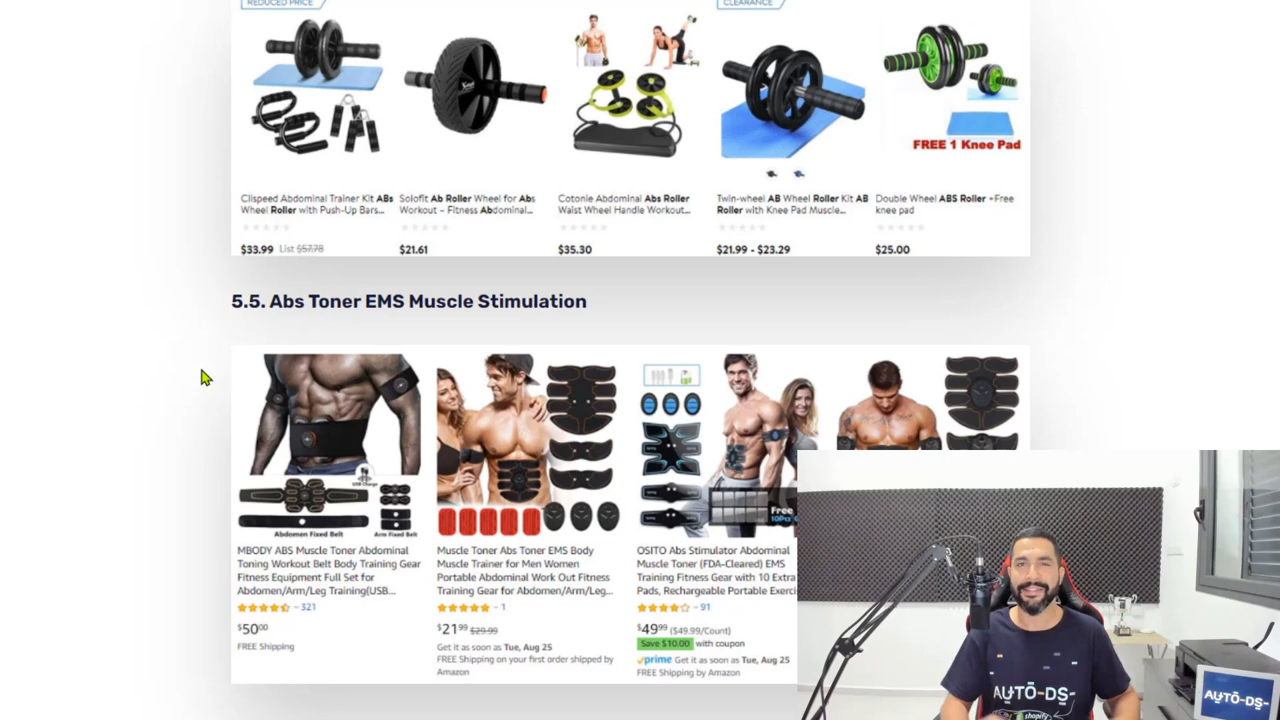 REDUCED PRICE
CLEARANCE
FREE 1 Knee Pad
Clispeed Abdominal Trainer Kit ABs
Wheel Roller with Push-Up Bars...
$33.99 List $57.78
Solofit Ab Roller Wheel for Abs
Workout – Fitness Abdominal...
$21.61
Cotonie Abdominal Abs Roller
Waist Wheel Handle Workout...
$35.30
Twin-wheel AB Wheel Roller Kit AB
Roller with Knee Pad Muscle...
$21.99 - $23.29
Double Wheel ABS Roller +Free
knee pad
$25.00
5.5. Abs Toner EMS Muscle Stimulation
USB Charge
Abdomen Fixed Belt
Arm Fixed Belt
Free
MBODY ABS Muscle Toner Abdominal
Toning Workout Belt Body Training Gear
Fitness Equipment Full Set for
Abdomen/Arm/Leg Training(USB...
321
$50.00
FREE Shipping
Muscle Toner Abs Toner EMS Body
Muscle Trainer for Men Women
Portable Abdominal Work Out Fitness
Training Gear for Abdomen/Arm/Leg...
1
$21.99 $29.99
Get it as soon as Tue, Aug 25
FREE Shipping on your first order shipped by
Amazon
OSITO Abs Stimulator Abdominal
Muscle Toner (FDA-Cleared) EMS
Training Fitness Gear with 10 Extra
Pads, Rechargeable Portable Exerci
91
$49.99 ($49.99/Count)
Save $10.00 with coupon
prime Get it as soon as Tue, Aug 25
FREE Shipping by Amazon
AUTO-DS-
shopify
AUTO-DS-